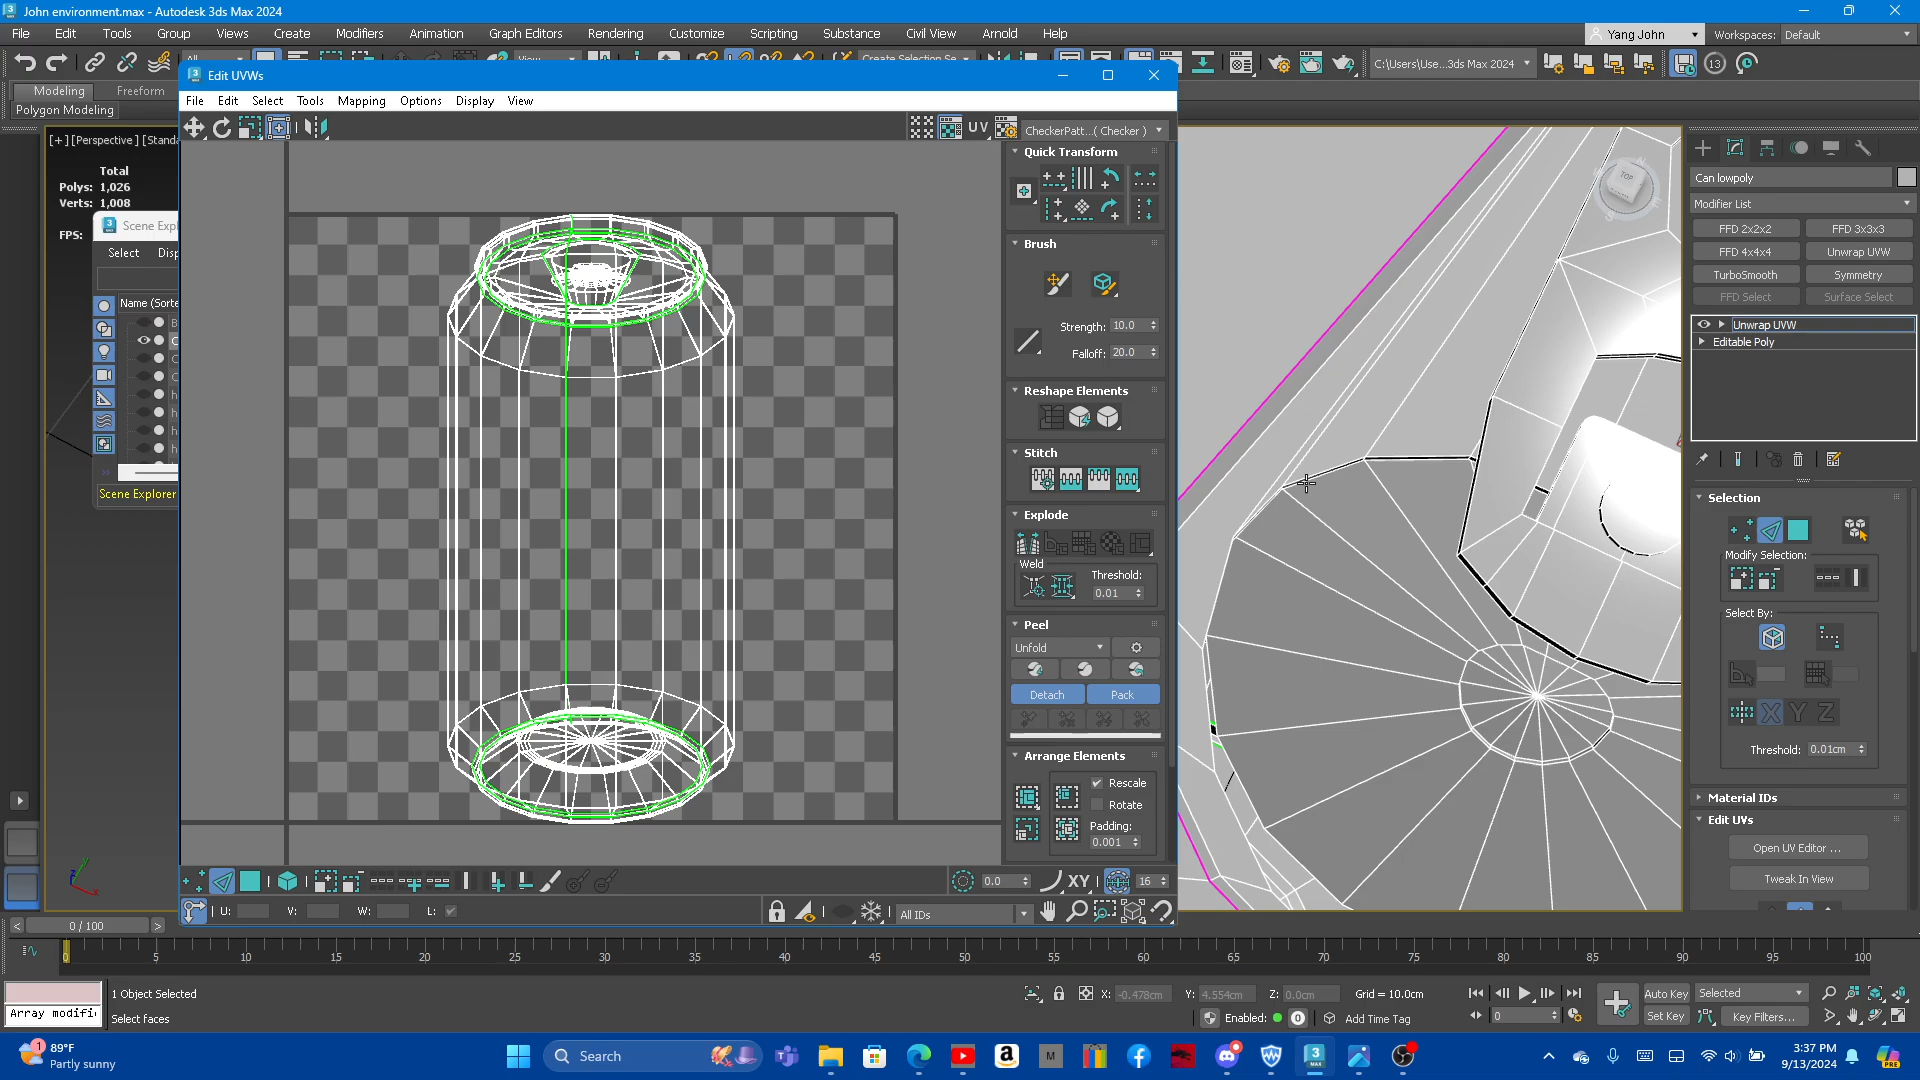 John environment.max - Autodesk 3ds Max 2024
File Edit Tools Group Views Create Modifiers Animation Graph Editors Rendering Customize Scripting Substance Civil View Arnold Help
Yang John Workspaces: Default
C:\Users\Use...3ds Max 2024
13
Modeling Freeform
Polygon Modeling
[+] [Perspective] [Standa
Total
Polys: 1,026
Verts: 1,008
FPS:
Scene Expl
Select Disp
Name (Sorte
Scene Explorer
Edit UVWs
File Edit Select Tools Mapping Options Display View
UV CheckerPatt...( Checker )
Quick Transform
Brush
Strength: 10.0
Falloff: 20.0
Reshape Elements
Stitch
Explode
Weld
Threshold:
0.01
Peel
Unfold
Detach Pack
Arrange Elements
Rescale
Rotate
Padding:
0.001
0.0 XY 16
U: V: W: L: All IDs
TOP
Can lowpoly
Modifier List
FFD 2x2x2 FFD 3x3x3
FFD 4x4x4 Unwrap UVW
TurboSmooth Symmetry
FFD Select Surface Select
Unwrap UVW
Editable Poly
Selection
Modify Selection:
Select By:
X Y Z
Threshold: 0.01cm
Material IDs
Edit UVs
Open UV Editor ...
Tweak In View
0 / 100
0 5 10 15 20 25 30 35 40 45 50 55 60 65 70 75 80 85 90 95 100
1 Object Selected
Select faces
Array modifi
X: -0.478cm Y: 4.554cm Z: 0.0cm Grid = 10.0cm
Enabled: 0 Add Time Tag
Auto Key Selected
Set Key Key Filters...
0
89°F
Partly sunny
Search
3:37 PM
9/13/2024